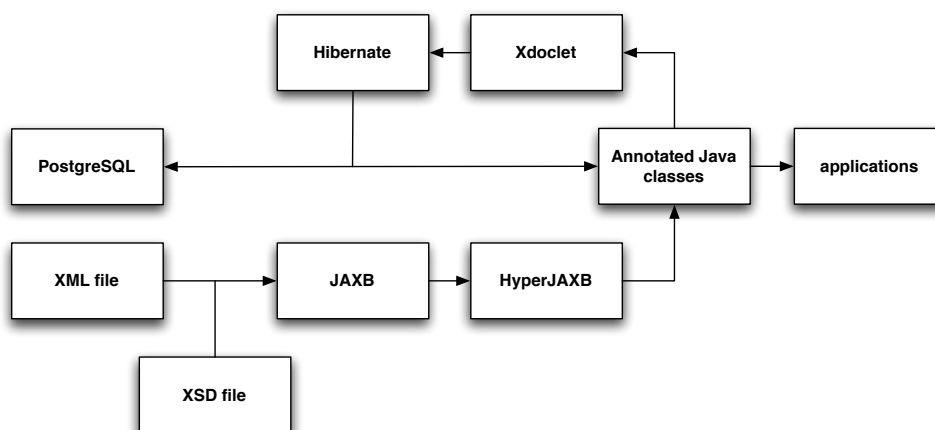 Hibernate
Xdoclet
PostgreSQL
Annotated Java
classes
applications
XML file
JAXB
HyperJAXB
XSD file